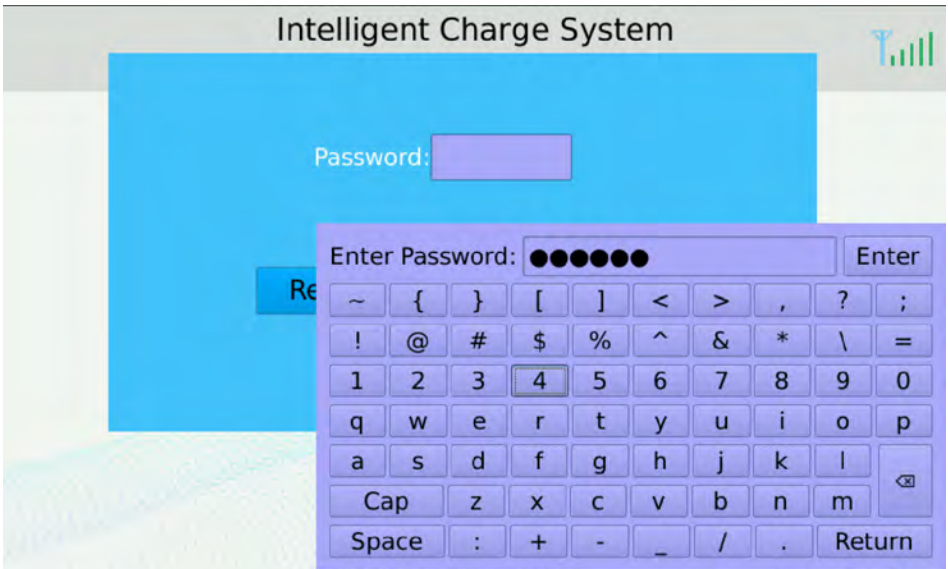 Intelligent Charge System
Password:
Enter Password: ●●●●●● Enter
Re
~ { } [ ] < > , ? ;
! @ # $ % ^ & * \ =
1 2 3 4 5 6 7 8 9 0
q w e r t y u i o p
a s d f g h j k l
Cap z x c v b n m
Space : + - _ / . Return